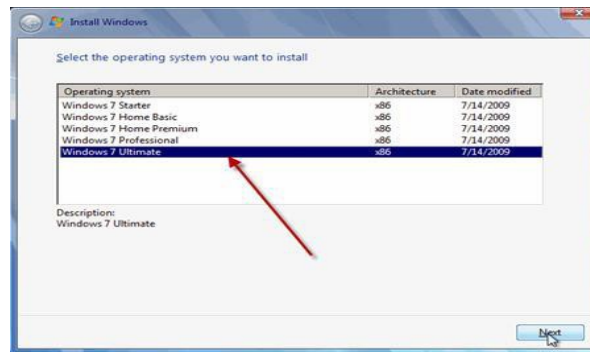 Install Windows
Select the operating system you want to install
Operating system Architecture Date modified
Windows 7 Starter x86 7/14/2009
Windows 7 Home Basic x86 7/14/2009
Windows 7 Home Premium x86 7/14/2009
Windows 7 Professional x86 7/14/2009
Windows 7 Ultimate x86 7/14/2009
Description:
Windows 7 Ultimate
Next